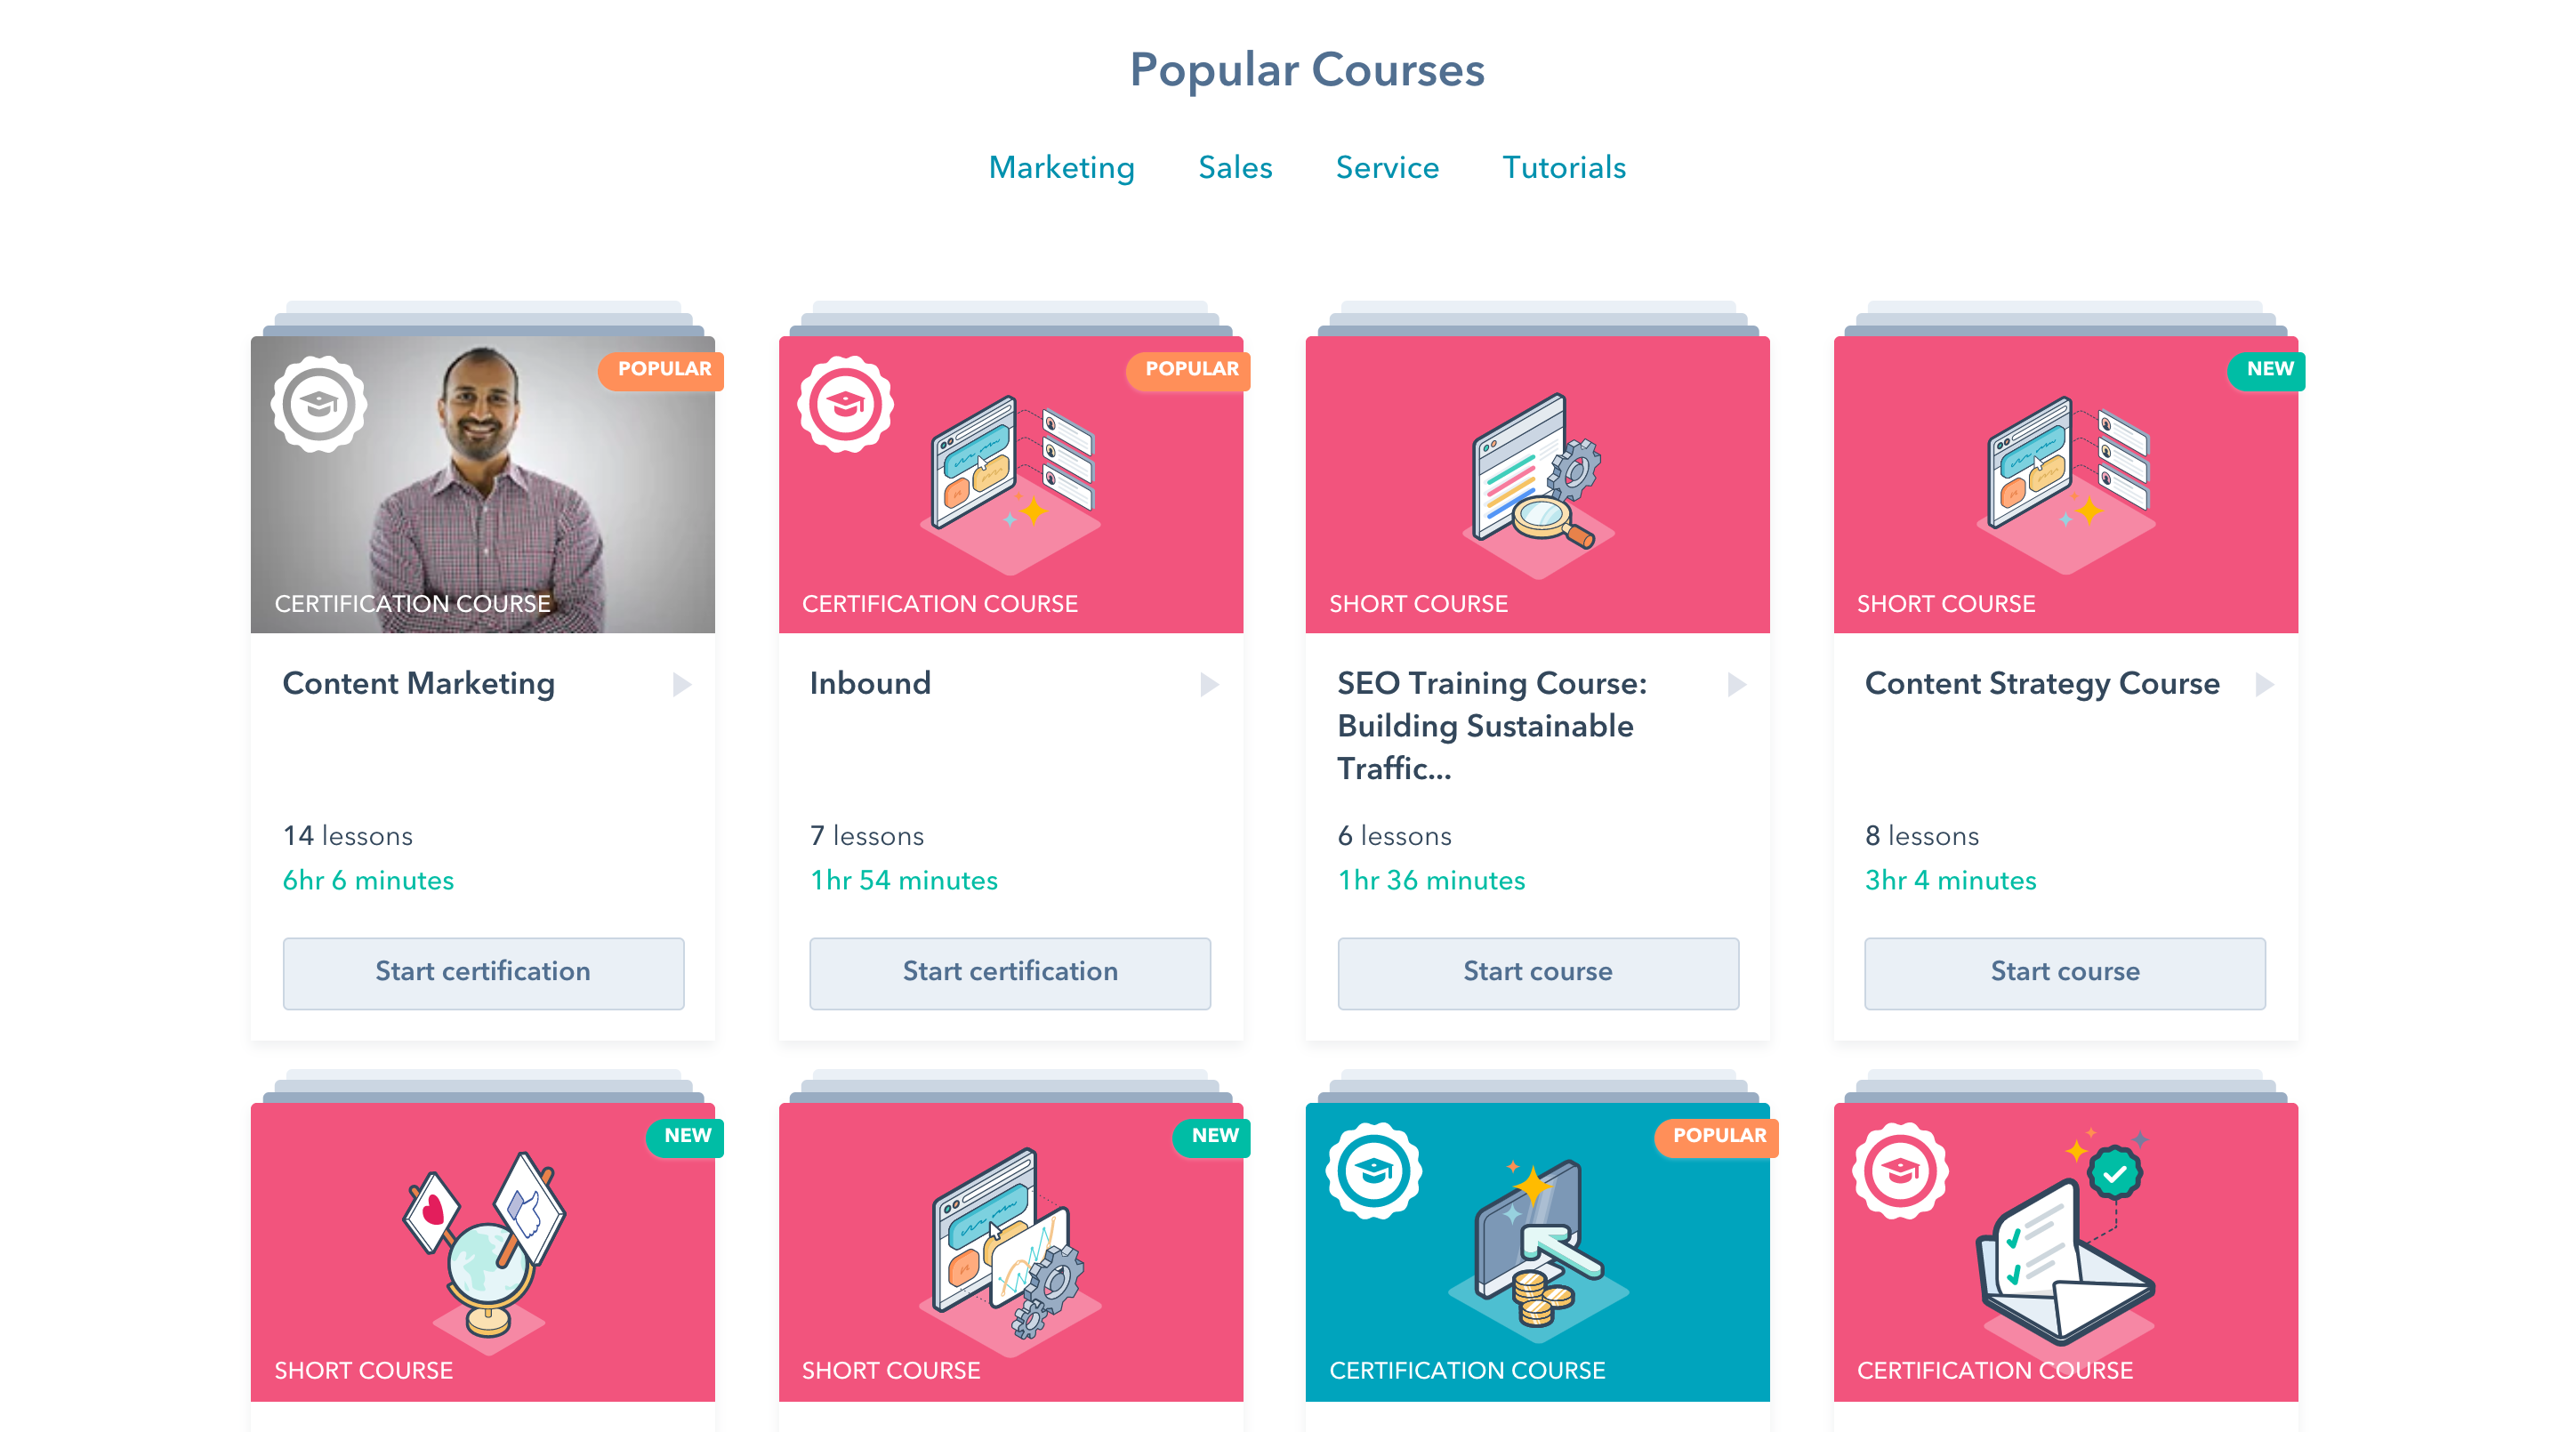 Popular Courses
Marketing Sales Service Tutorials
POPULAR
CERTIFICATION COURSE
Content Marketing
14 lessons
6hr 6 minutes
Start certification
POPULAR
CERTIFICATION COURSE
Inbound
7 lessons
1hr 54 minutes
Start certification
SHORT COURSE
SEO Training Course:
Building Sustainable
Traffic...
6 lessons
1hr 36 minutes
Start course
NEW
SHORT COURSE
Content Strategy Course
8 lessons
3hr 4 minutes
Start course
NEW
SHORT COURSE
NEW
SHORT COURSE
POPULAR
CERTIFICATION COURSE
CERTIFICATION COURSE